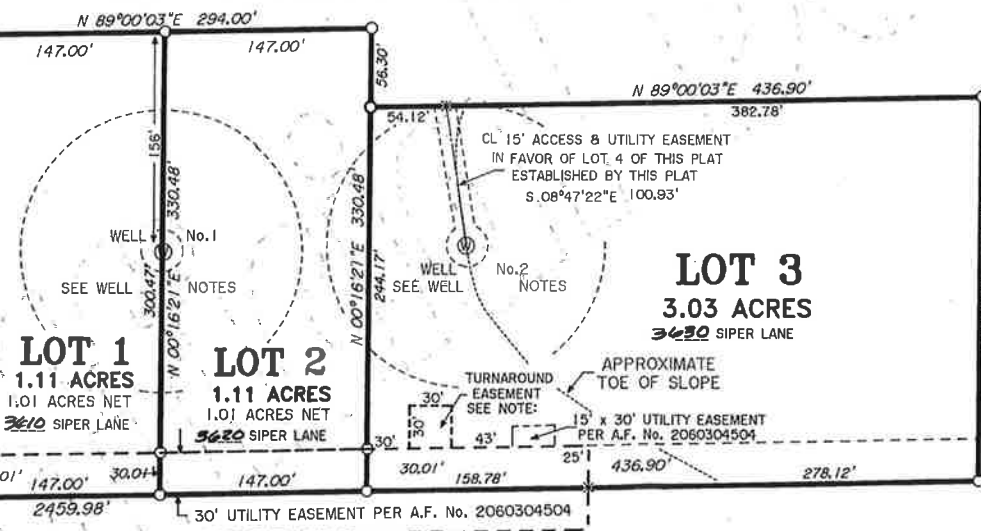 N 89°00'03"E 294.00'
147.00'
147.00'
56.30'
N 89°00'03"E 436.90'
54.12'
382.78'
CL 15' ACCESS & UTILITY EASEMENT
IN FAVOR OF LOT 4 OF THIS PLAT
ESTABLISHED BY THIS PLAT
S.08°47'22"E 100.93'
156'
N 00°16'21"E 330.48'
300.47'
N 00°16'21"E 330.48'
244.17'
WELL W No.1
SEE WELL NOTES
W
WELL No.2
SEE WELL NOTES
LOT 1
1.11 ACRES
1.01 ACRES NET
3610 SIPER LANE
LOT 2
1.11 ACRES
1.01 ACRES NET
3620 SIPER LANE
LOT 3
3.03 ACRES
3630 SIPER LANE
APPROXIMATE
TOE OF SLOPE
TURNAROUND
EASEMENT
SEE NOTE:
30'
30'
15' x 30' UTILITY EASEMENT
PER A.F. No. 2060304504
30'
43'
25'
01'
147.00'
30.01'
147.00'
30.01'
158.78'
436.90'
278.12'
2459.98'
30' UTILITY EASEMENT PER A.F. No. 2060304504